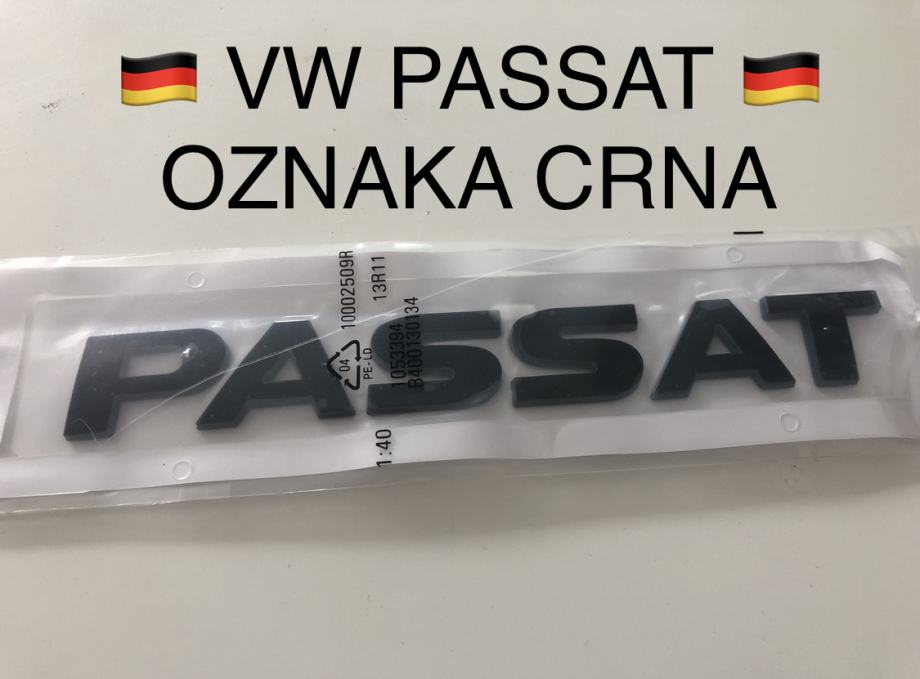 🇩🇪 VW PASSAT 🇩🇪
OZNAKA CRNA
PASSAT
10002509R
13R11
04
PE-LD
1053394
B400130134
1:40